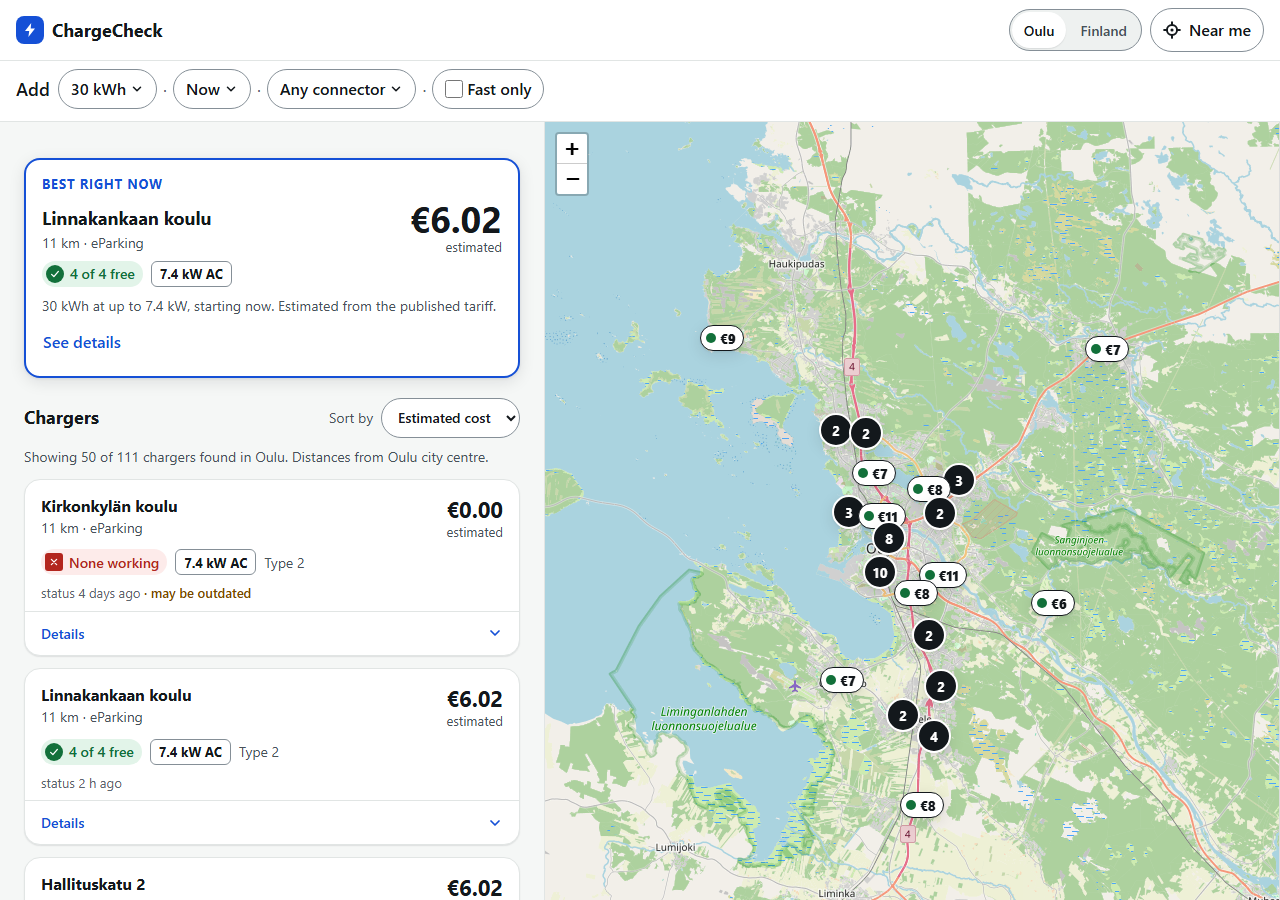 ChargeCheck
Oulu
Finland
Near me
Add
30 kWh
·
Now
·
Any connector
·
Fast only
BEST RIGHT NOW
Linnakankaan koulu
€6.02
11 km · eParking
estimated
4 of 4 free
7.4 kW AC
30 kWh at up to 7.4 kW, starting now. Estimated from the published tariff.
See details
Chargers
Sort by
Estimated cost
Showing 50 of 111 chargers found in Oulu. Distances from Oulu city centre.
Kirkonkylän koulu
€0.00
11 km · eParking
estimated
None working
7.4 kW AC
Type 2
status 4 days ago · may be outdated
Details
Linnakankaan koulu
€6.02
11 km · eParking
estimated
4 of 4 free
7.4 kW AC
Type 2
status 2 h ago
Details
Hallituskatu 2
€6.02
+
−
Haukipudas
€9
€7
4
2
2
€7
3
€8
3
€11
2
8
10
€11
€8
€6
Sanginjoen
luonnonsuojelualue
2
€7
2
2
4
Liminganlahden
luonnonsuojelualue
€8
4
Lumijoki
Liminka